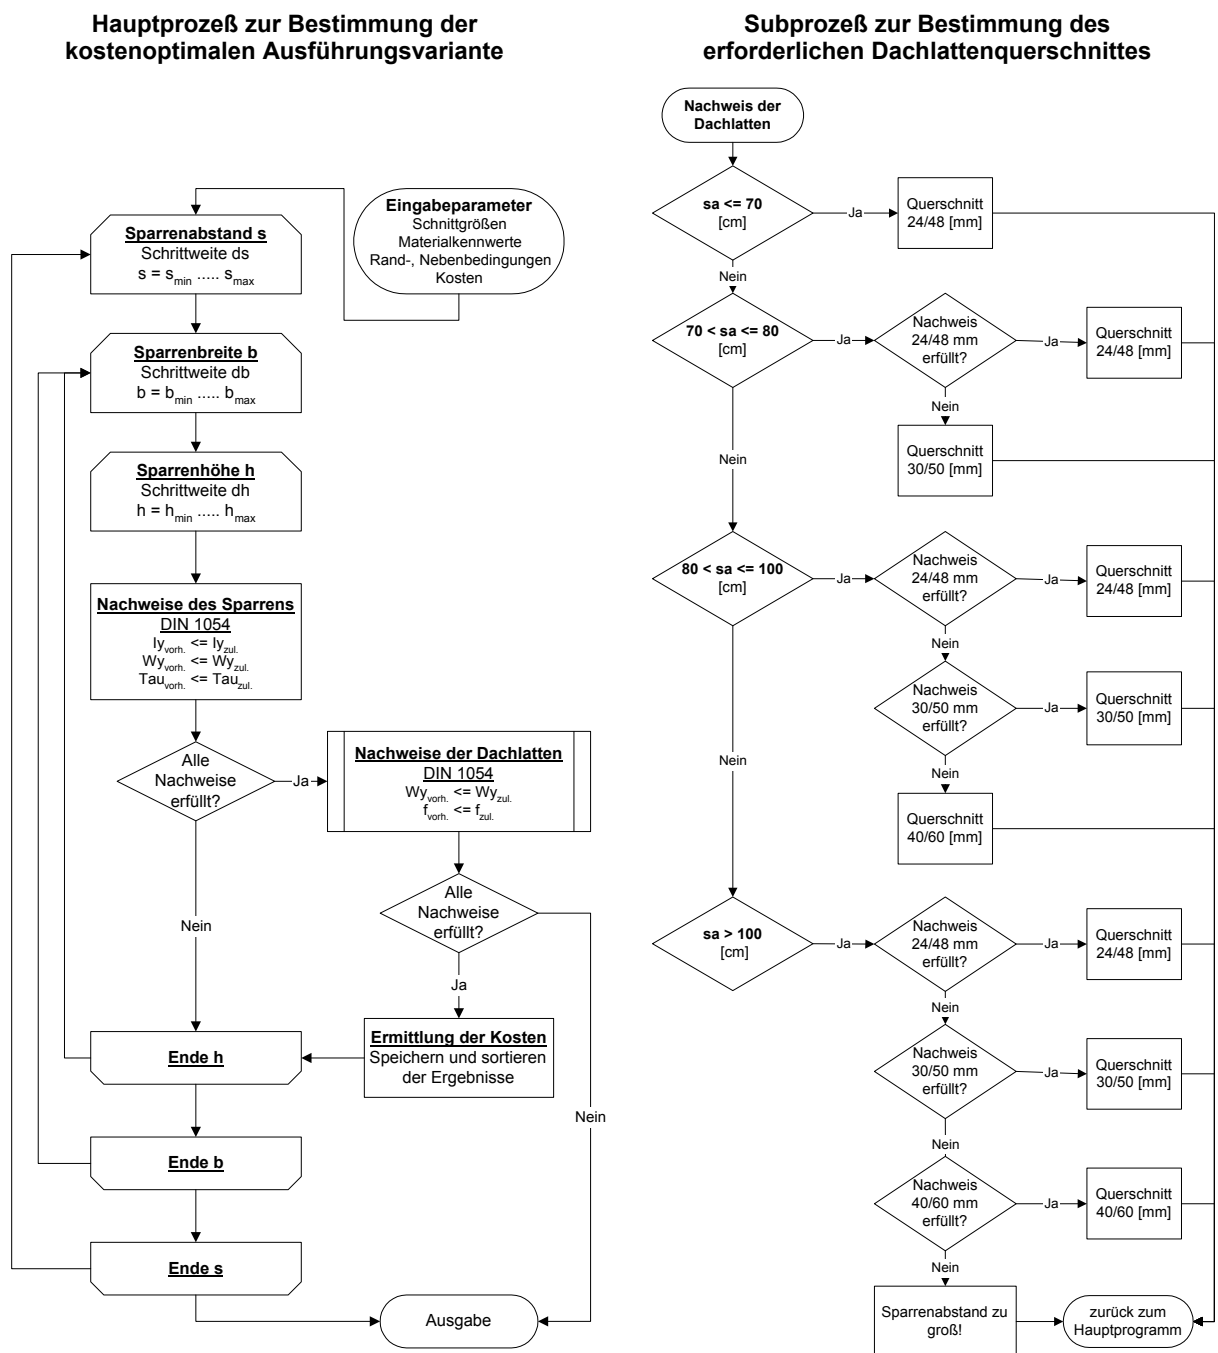 Hauptprozeß zur Bestimmung der
kostenoptimalen Ausführungsvariante
Eingabeparameter
Schnittgrößen
Materialkennwerte
Rand-, Nebenbedingungen
Kosten
Sparrenabstand s
Schrittweite ds
s = smin ..... smax
Sparrenbreite b
Schrittweite db
b = bmin ..... bmax
Sparrenhöhe h
Schrittweite dh
h = hmin ..... hmax
Nachweise des Sparrens
DIN 1054
Iyvorh. <= Iyzul.
Wyvorh. <= Wyzul.
Tauvorh. <= Tauzul.
Alle
Nachweise
erfüllt?
Ja
Nachweise der Dachlatten
DIN 1054
Wyvorh. <= Wyzul.
fvorh. <= fzul.
Alle
Nachweise
erfüllt?
Nein
Ja
Ermittlung der Kosten
Speichern und sortieren
der Ergebnisse
Nein
Ende h
Ende b
Ende s
Ausgabe
Subprozeß zur Bestimmung des
erforderlichen Dachlattenquerschnittes
Nachweis der
Dachlatten
sa <= 70
[cm]
Ja
Querschnitt
24/48 [mm]
Nein
70 < sa <= 80
[cm]
Ja
Nachweis
24/48 mm
erfüllt?
Ja
Querschnitt
24/48 [mm]
Nein
Querschnitt
30/50 [mm]
Nein
80 < sa <= 100
[cm]
Ja
Nachweis
24/48 mm
erfüllt?
Ja
Querschnitt
24/48 [mm]
Nein
Nachweis
30/50 mm
erfüllt?
Ja
Querschnitt
30/50 [mm]
Nein
Querschnitt
40/60 [mm]
Nein
sa > 100
[cm]
Ja
Nachweis
24/48 mm
erfüllt?
Ja
Querschnitt
24/48 [mm]
Nein
Nachweis
30/50 mm
erfüllt?
Ja
Querschnitt
30/50 [mm]
Nein
Nachweis
40/60 mm
erfüllt?
Ja
Querschnitt
40/60 [mm]
Nein
Sparrenabstand zu
groß!
zurück zum
Hauptprogramm